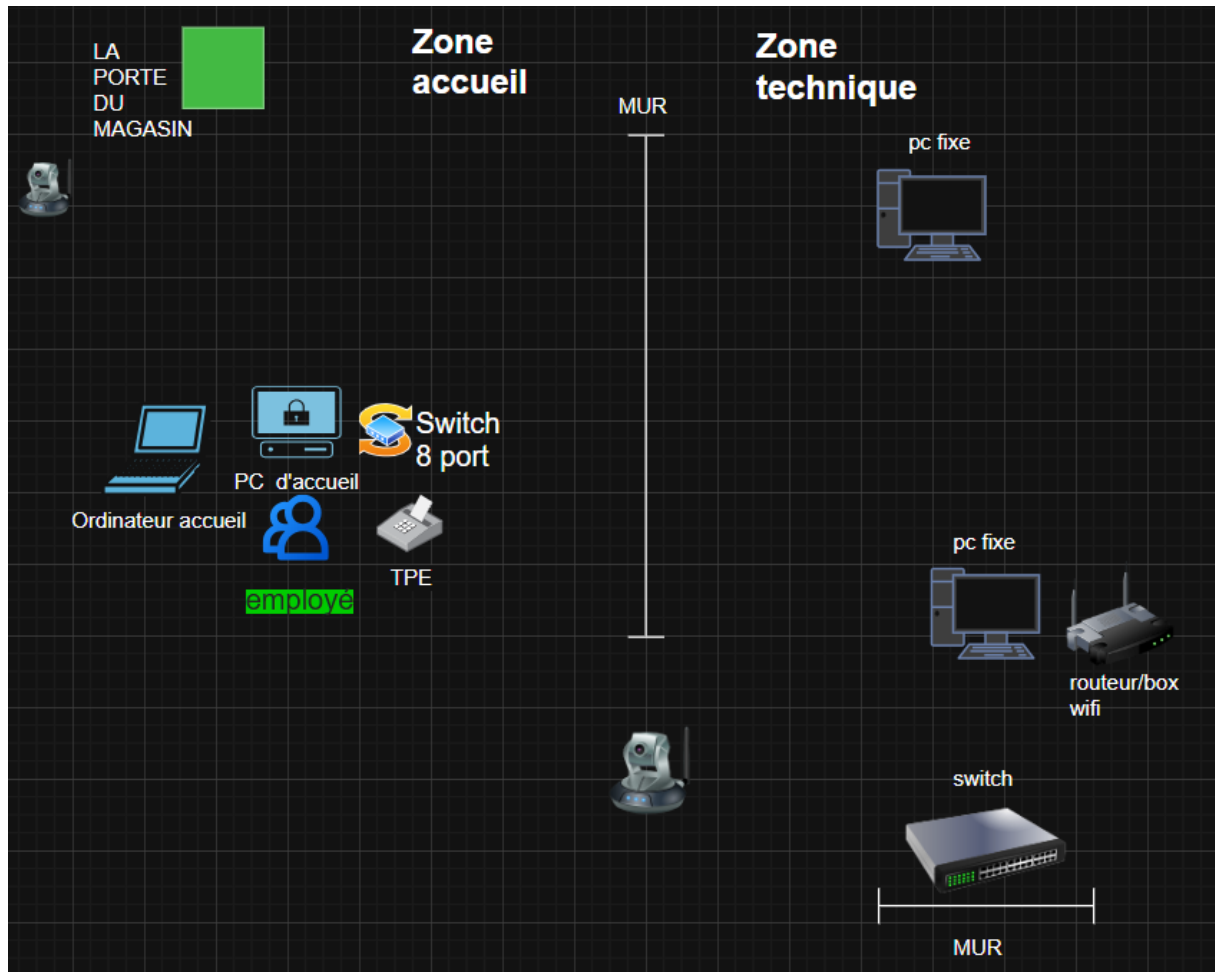 LA
PORTE
DU
MAGASIN
Zone
accueil
Zone
technique
MUR
pc fixe
Switch
8 port
PC  d'accueil
Ordinateur accueil
TPE
employé
pc fixe
routeur/box
wifi
switch
MUR